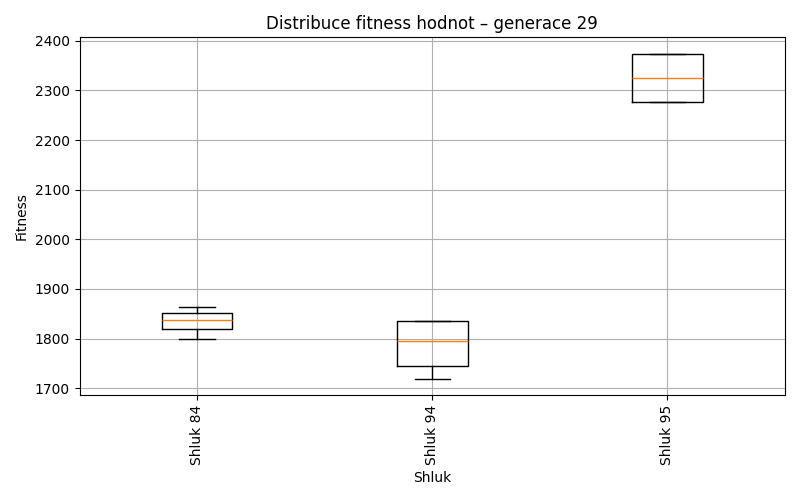 Distribuce fitness hodnot – generace 29
Fitness
2400
2300
2200
2100
2000
1900
1800
1700
Shluk 84
Shluk 94
Shluk 95
Shluk